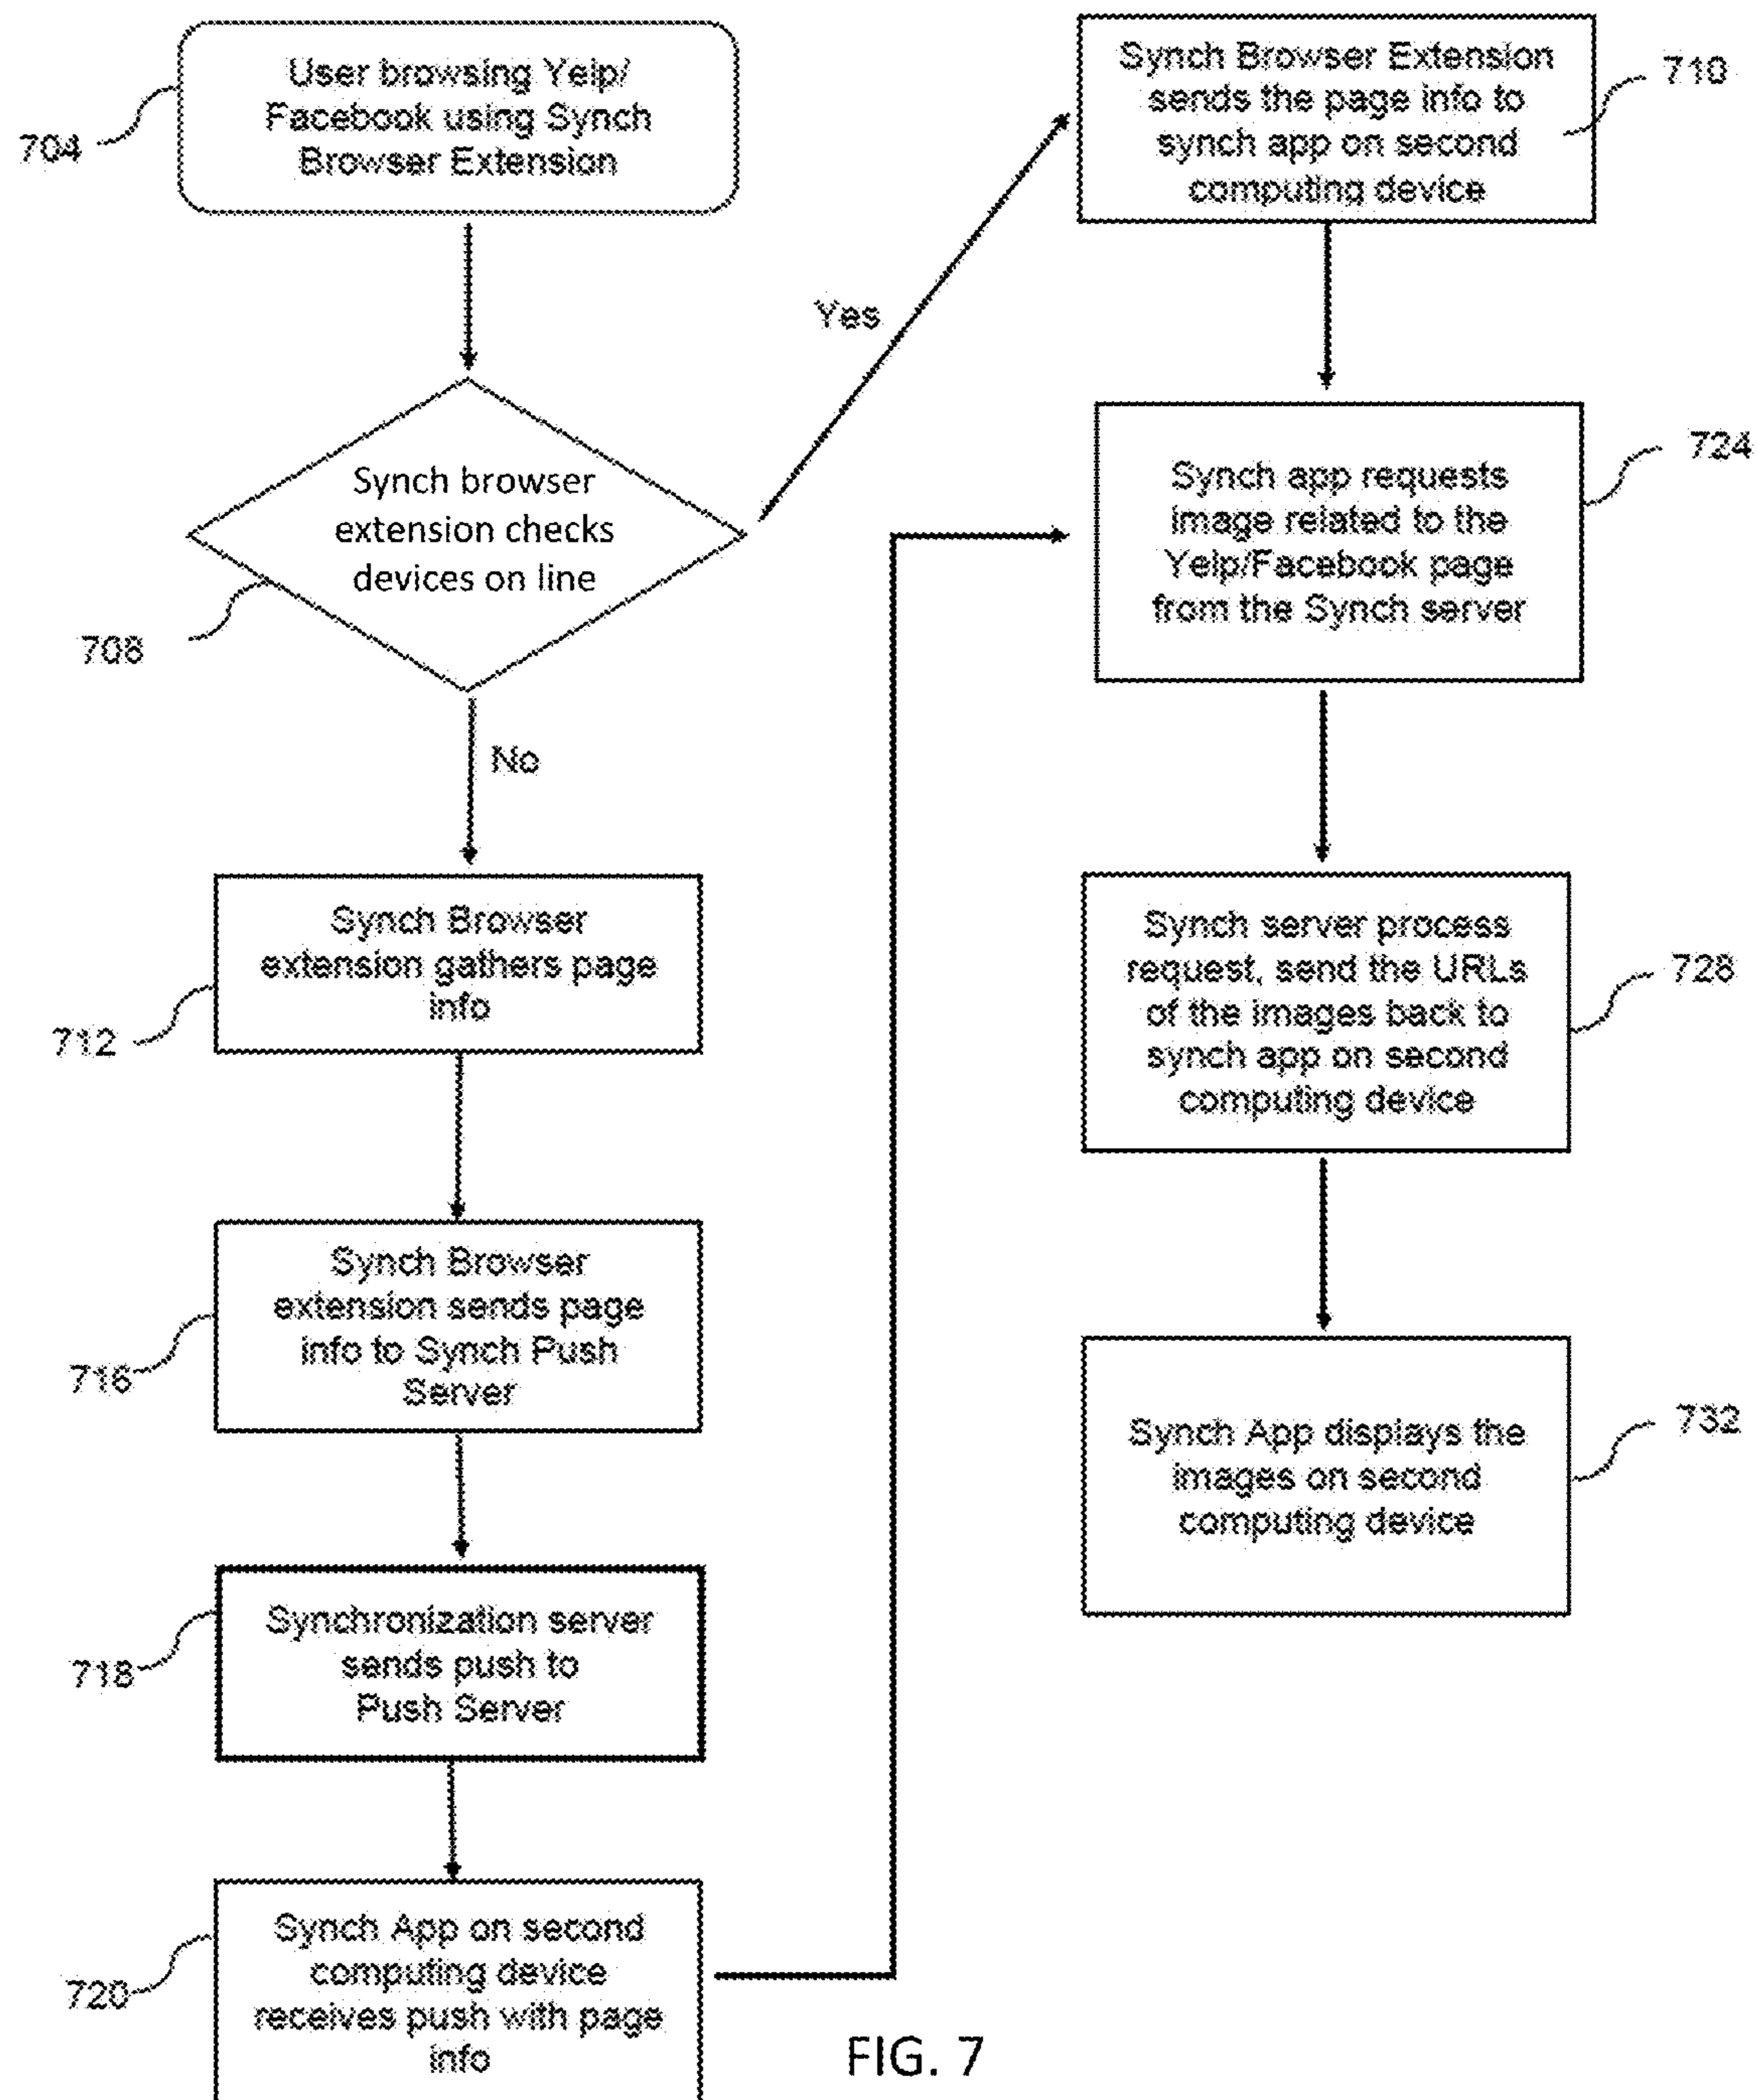 User browsing Yelp/
Facebook using Synch
Browser Extension
704
Synch browser
extension checks
devices on line
708
Yes
No
Synch Browser
extension gathers page
info
712
Synch Browser
extension sends page
info to Synch Push
Server
716
Synchronization server
sends push to
Push Server
718
Synch App on second
computing device
receives push with page
info
720
Synch Browser Extension
sends the page info to
synch app on second
computing device
710
Synch app requests
image related to the
Yelp/Facebook page
from the Synch server
724
Synch server process
request, send the URLs
of the images back to
synch app on second
computing device
728
Synch App displays the
images on second
computing device
732
FIG. 7